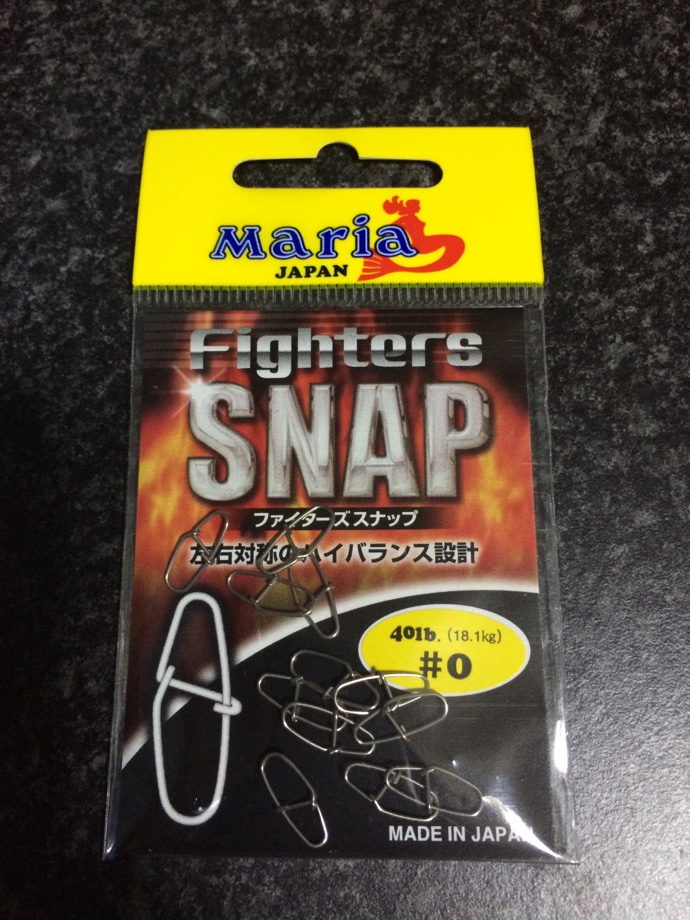 Maria
JAPAN
Fighters
SNAP
ファイターズスナップ
左右対称のハイバランス設計
40lb. (18.1kg)
#0
MADE IN JAPAN